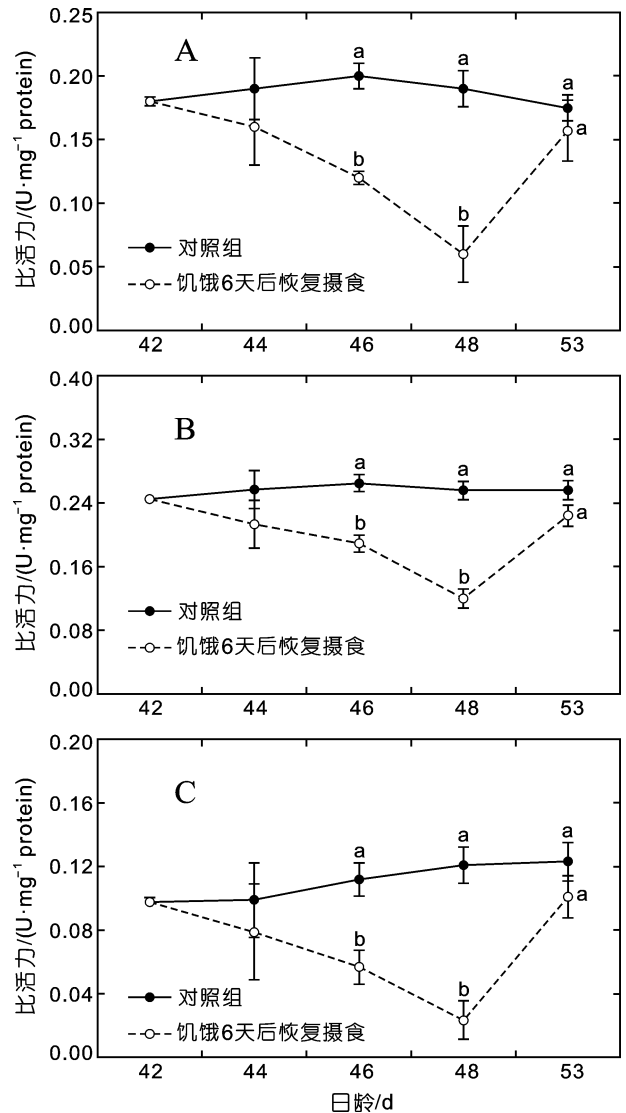 0.25
A
a
a
0.20
a
0.15
a
b
比活力/(U·mg⁻¹ protein)
0.10
b
对照组
0.05
饥饿6天后恢复摄食
0.00
42 44 46 48 53
0.40
B
0.32
a
a
a
0.24
a
b
比活力/(U·mg⁻¹ protein)
0.16
b
对照组
0.08
饥饿6天后恢复摄食
0.00
42 44 46 48 53
0.20
C
0.16
a
a
a
0.12
a
比活力/(U·mg⁻¹ protein)
0.08
b
0.04
b
对照组
饥饿6天后恢复摄食
0.00
42 44 46 48 53
日龄/d